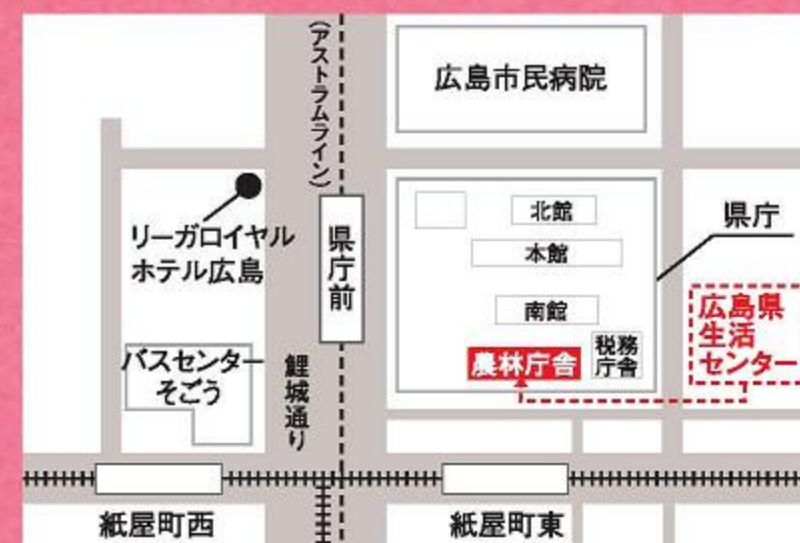 (アストラムライン)
広島市民病院
リーガロイヤル
ホテル広島
県庁前
北館
本館
南館
農林庁舎
税務
庁舎
県庁
広島県
生活
センター
バスセンター
そごう
鯉城通り
紙屋町西
紙屋町東